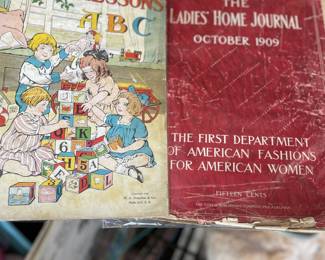 SSONS
ABC
THE
LADIES' HOME JOURNAL
OCTOBER 1909
THE FIRST DEPARTMENT
OF AMERICAN FASHIONS
FOR AMERICAN WOMEN
FIFTEEN CENTS